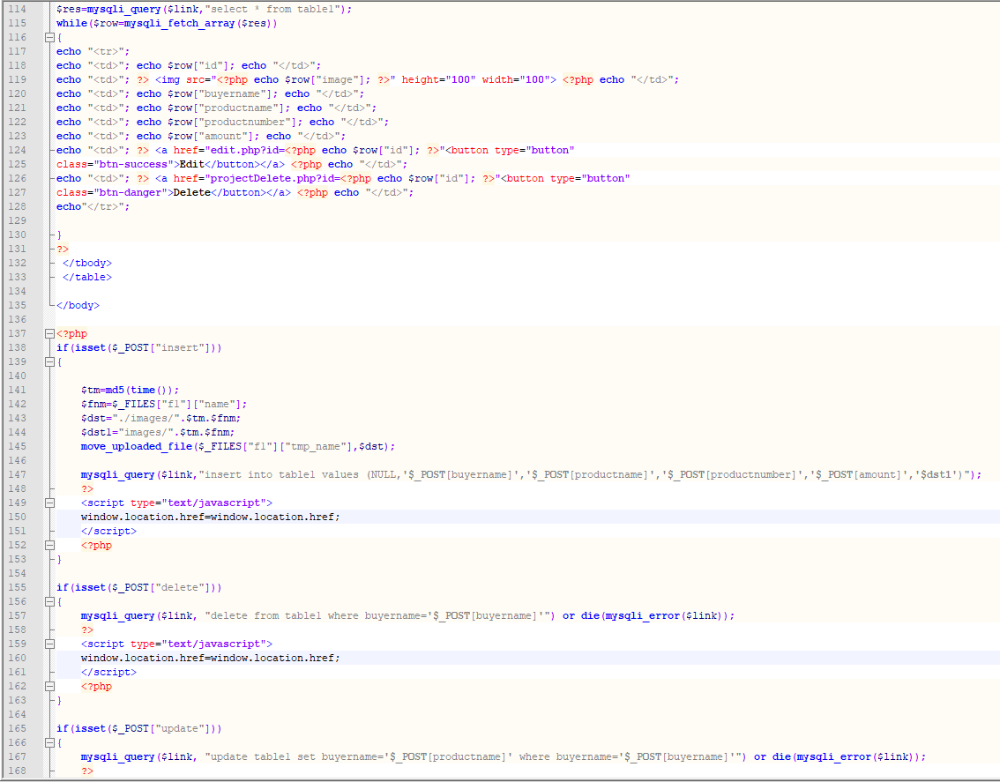 114 $res=mysqli_query($link,"select * from table1");
115 while($row=mysqli_fetch_array($res))
116 {
117 echo "<tr>";
118 echo "<td>"; echo $row["id"]; echo "</td>";
119 echo "<td>"; ?> <img src="<?php echo $row["image"]; ?>" height="100" width="100"> <?php echo "</td>";
120 echo "<td>"; echo $row["buyername"]; echo "</td>";
121 echo "<td>"; echo $row["productname"]; echo "</td>";
122 echo "<td>"; echo $row["productnumber"]; echo "</td>";
123 echo "<td>"; echo $row["amount"]; echo "</td>";
124 echo "<td>"; ?> <a href="edit.php?id=<?php echo $row["id"]; ?>"<button type="button"
125 class="btn-success">Edit</button></a> <?php echo "</td>";
126 echo "<td>"; ?> <a href="projectDelete.php?id=<?php echo $row["id"]; ?>"<button type="button"
127 class="btn-danger">Delete</button></a> <?php echo "</td>";
128 echo"</tr>";
129
130 }
131 ?>
132 </tbody>
133 </table>
134
135 </body>
136
137 <?php
138 if(isset($_POST["insert"]))
139 {
140
141 $tm=md5(time());
142 $fnm=$_FILES["f1"]["name"];
143 $dst="./images/".$tm.$fnm;
144 $dst1="images/".$tm.$fnm;
145 move_uploaded_file($_FILES["f1"]["tmp_name"],$dst);
146
147 mysqli_query($link,"insert into table1 values (NULL,'$_POST[buyername]','$_POST[productname]','$_POST[productnumber]','$_POST[amount]','$dst1')");
148 ?>
149 <script type="text/javascript">
150 window.location.href=window.location.href;
151 </script>
152 <?php
153 }
154
155 if(isset($_POST["delete"]))
156 {
157 mysqli_query($link, "delete from table1 where buyername='$_POST[buyername]'") or die(mysqli_error($link));
158 ?>
159 <script type="text/javascript">
160 window.location.href=window.location.href;
161 </script>
162 <?php
163 }
164
165 if(isset($_POST["update"]))
166 {
167 mysqli_query($link, "update table1 set buyername='$_POST[productname]' where buyername='$_POST[buyername]'") or die(mysqli_error($link));
168 ?>